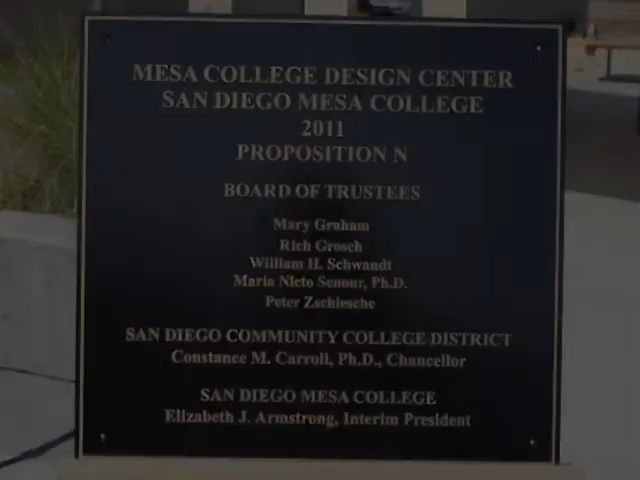 MESA COLLEGE DESIGN CENTER
SAN DIEGO MESA COLLEGE
2011
PROPOSITION N
BOARD OF TRUSTEES
Mary Graham
Rich Grosch
William H. Schwandt
Maria Nieto Senour, Ph.D.
Peter Zschiesche
SAN DIEGO COMMUNITY COLLEGE DISTRICT
Constance M. Carroll, Ph.D., Chancellor
SAN DIEGO MESA COLLEGE
Elizabeth J. Armstrong, Interim President